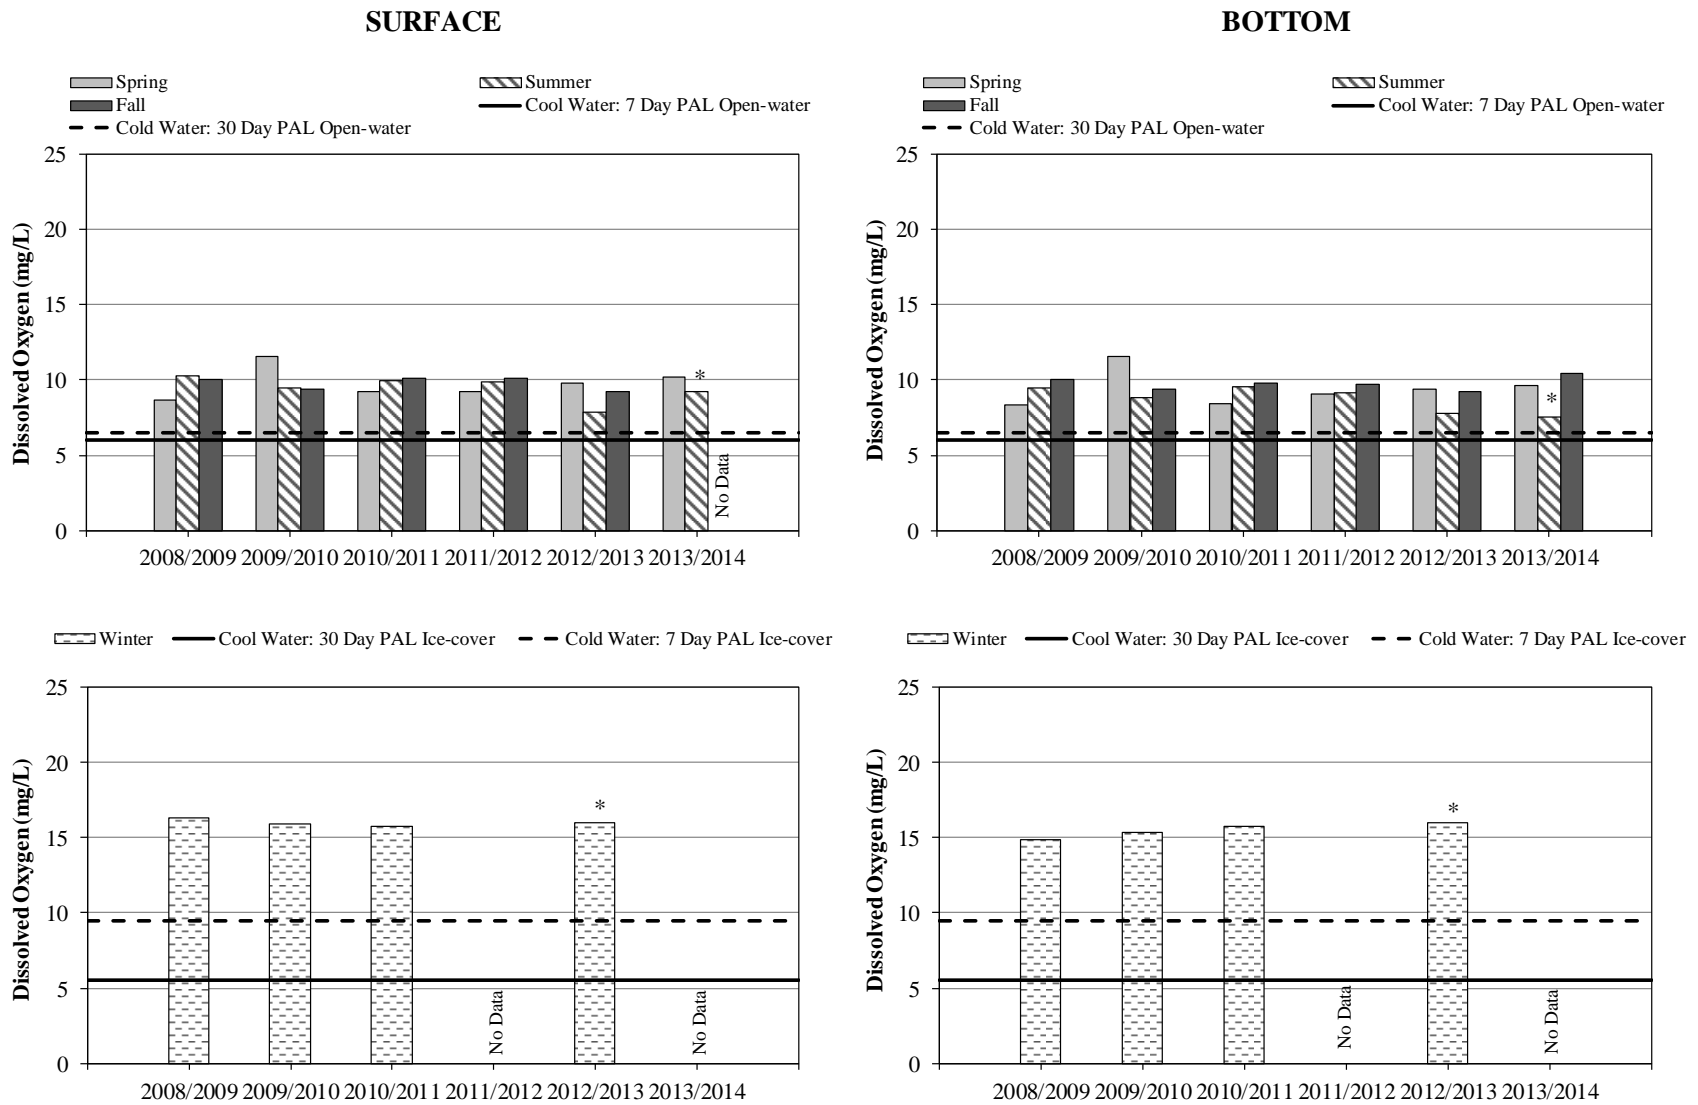 SURFACE
BOTTOM
Spring
Summer
Fall
Cool Water: 7 Day PAL Open-water
Cold Water: 30 Day PAL Open-water
25
20
15
10
5
0
Dissolved Oxygen (mg/L)
*
No Data
2008/2009 2009/2010 2010/2011 2011/2012 2012/2013 2013/2014
Spring
Summer
Fall
Cool Water: 7 Day PAL Open-water
Cold Water: 30 Day PAL Open-water
25
20
15
10
5
0
Dissolved Oxygen (mg/L)
*
2008/2009 2009/2010 2010/2011 2011/2012 2012/2013 2013/2014
Winter Cool Water: 30 Day PAL Ice-cover Cold Water: 7 Day PAL Ice-cover
25
20
15
10
5
0
Dissolved Oxygen (mg/L)
*
No Data
No Data
2008/2009 2009/2010 2010/2011 2011/2012 2012/2013 2013/2014
Winter Cool Water: 30 Day PAL Ice-cover Cold Water: 7 Day PAL Ice-cover
25
20
15
10
5
0
Dissolved Oxygen (mg/L)
*
No Data
No Data
2008/2009 2009/2010 2010/2011 2011/2012 2012/2013 2013/2014